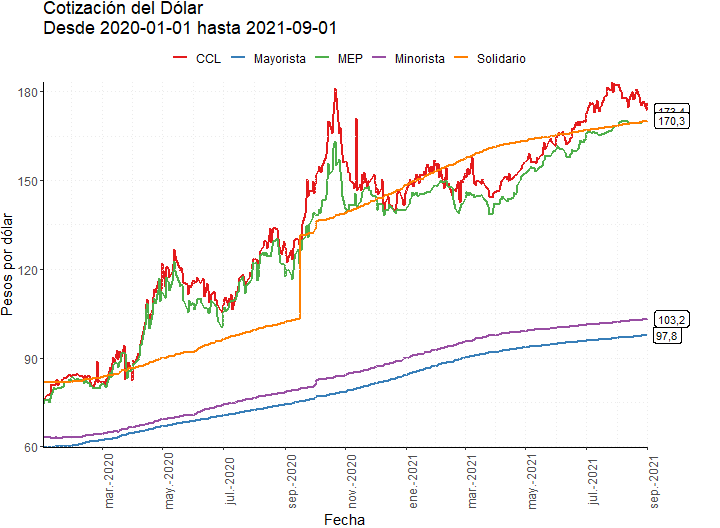 Cotización del Dólar
Desde 2020-01-01 hasta 2021-09-01
CCL Mayorista MEP Minorista Solidario
Pesos por dólar
180
150
120
90
60
173,4
170,3
103,2
97,8
mar.-2020
may.-2020
jul.-2020
sep.-2020
nov.-2020
ene.-2021
mar.-2021
may.-2021
jul.-2021
sep.-2021
Fecha